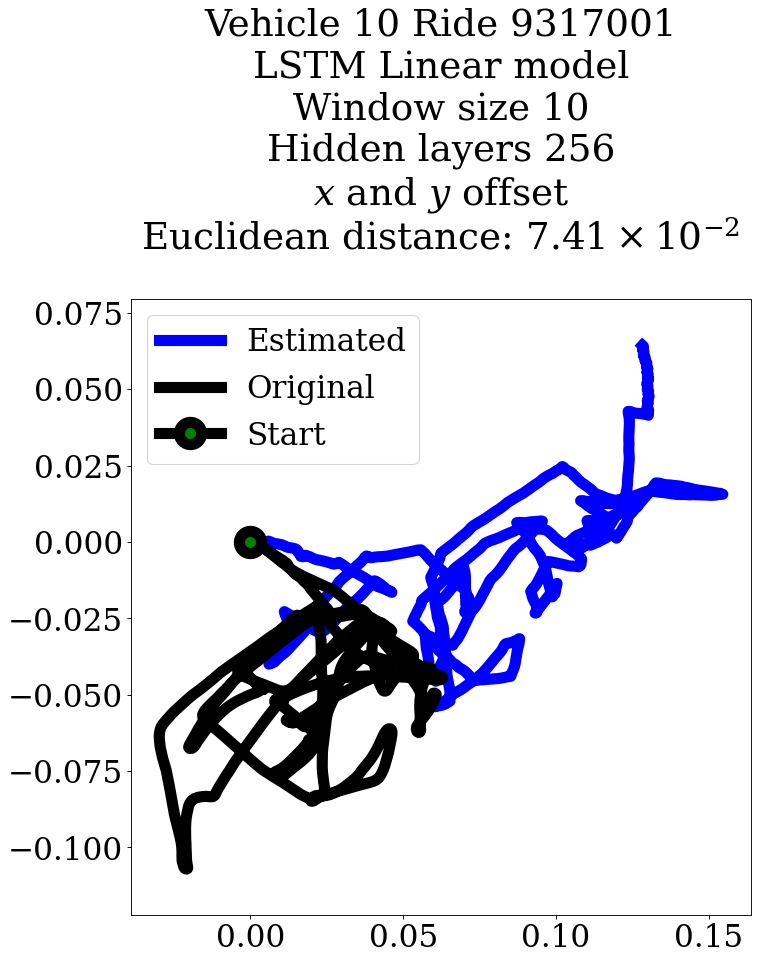 Vehicle 10 Ride 9317001
LSTM Linear model
Window size 10
Hidden layers 256
x and y offset
Euclidean distance: 7.41 × 10⁻²
0.075
0.050
0.025
0.000
−0.025
−0.050
−0.075
−0.100
Estimated
Original
Start
0.00 0.05 0.10 0.15